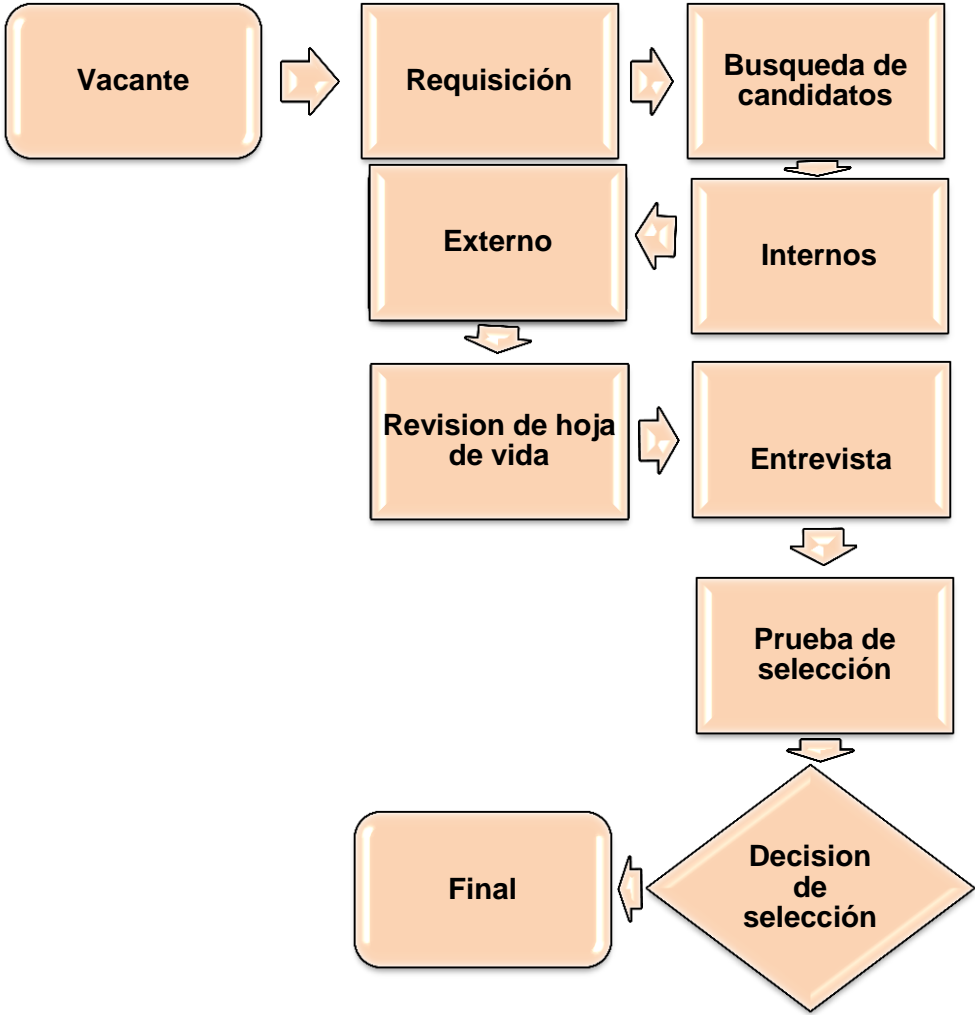 Vacante
Requisición
Busqueda de
candidatos
Externo
Internos
Revision de hoja
de vida
Entrevista
Prueba de
selección
Decision
de
selección
Final